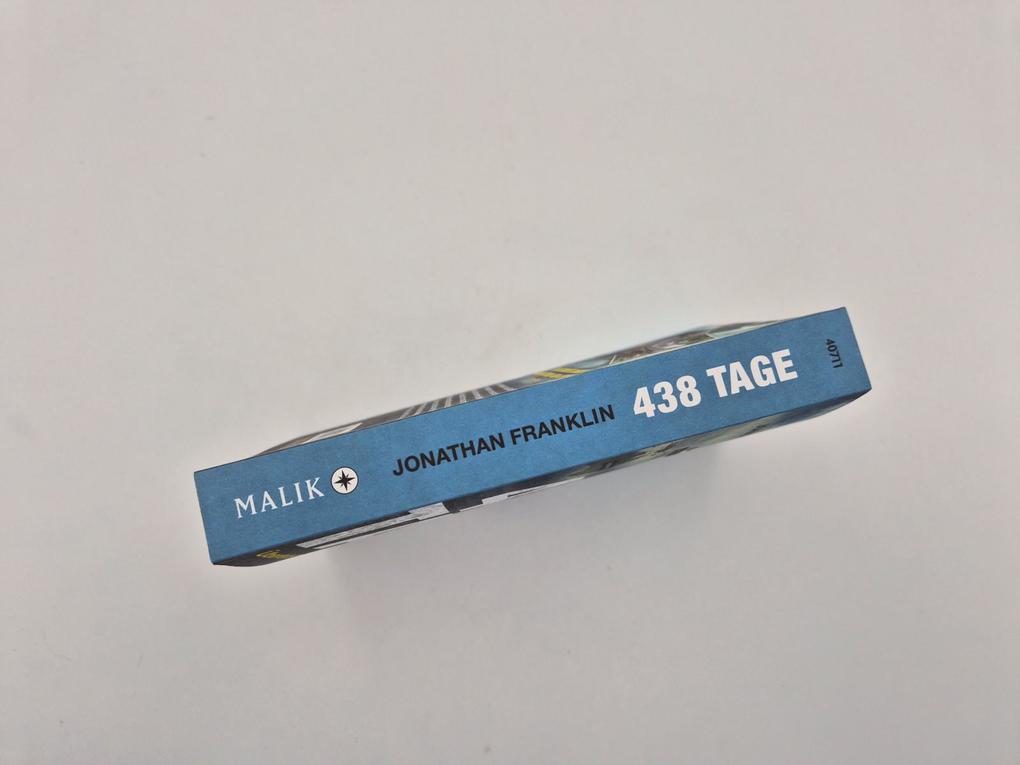 MALIK
JONATHAN FRANKLIN
438 TAGE
40711